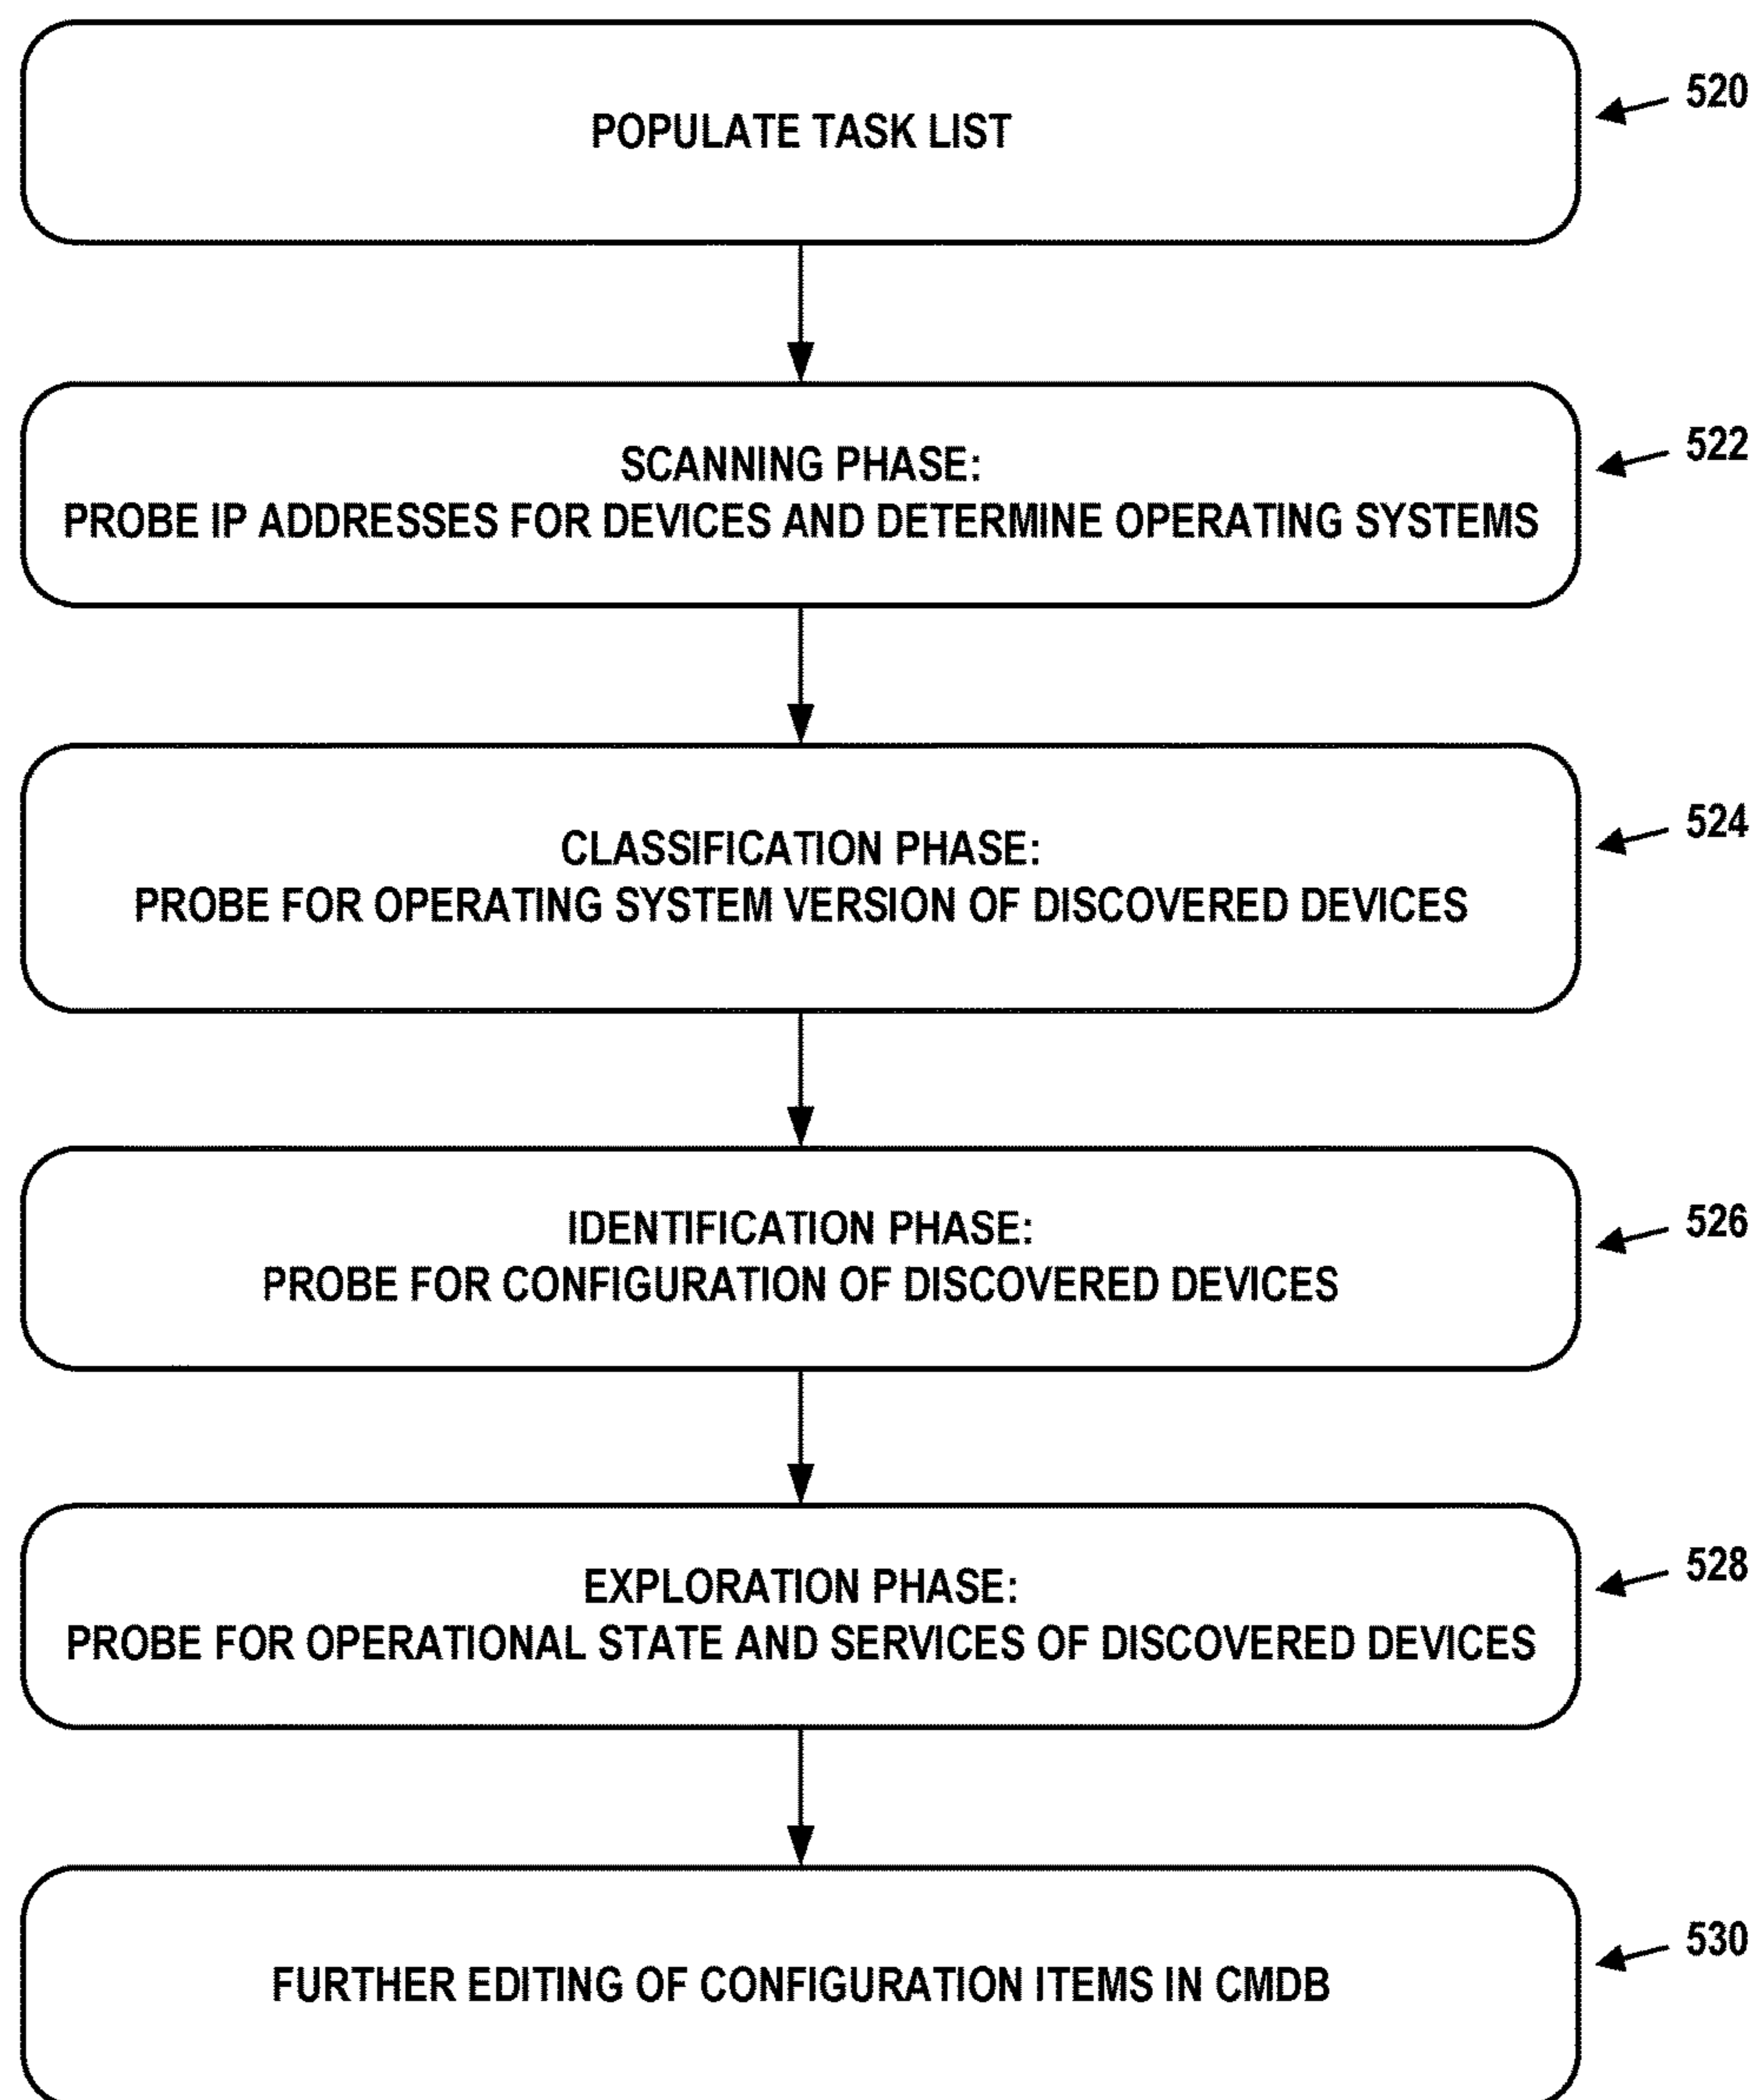 POPULATE TASK LIST
520
SCANNING PHASE:
PROBE IP ADDRESSES FOR DEVICES AND DETERMINE OPERATING SYSTEMS
522
CLASSIFICATION PHASE:
PROBE FOR OPERATING SYSTEM VERSION OF DISCOVERED DEVICES
524
IDENTIFICATION PHASE:
PROBE FOR CONFIGURATION OF DISCOVERED DEVICES
526
EXPLORATION PHASE:
PROBE FOR OPERATIONAL STATE AND SERVICES OF DISCOVERED DEVICES
528
FURTHER EDITING OF CONFIGURATION ITEMS IN CMDB
530